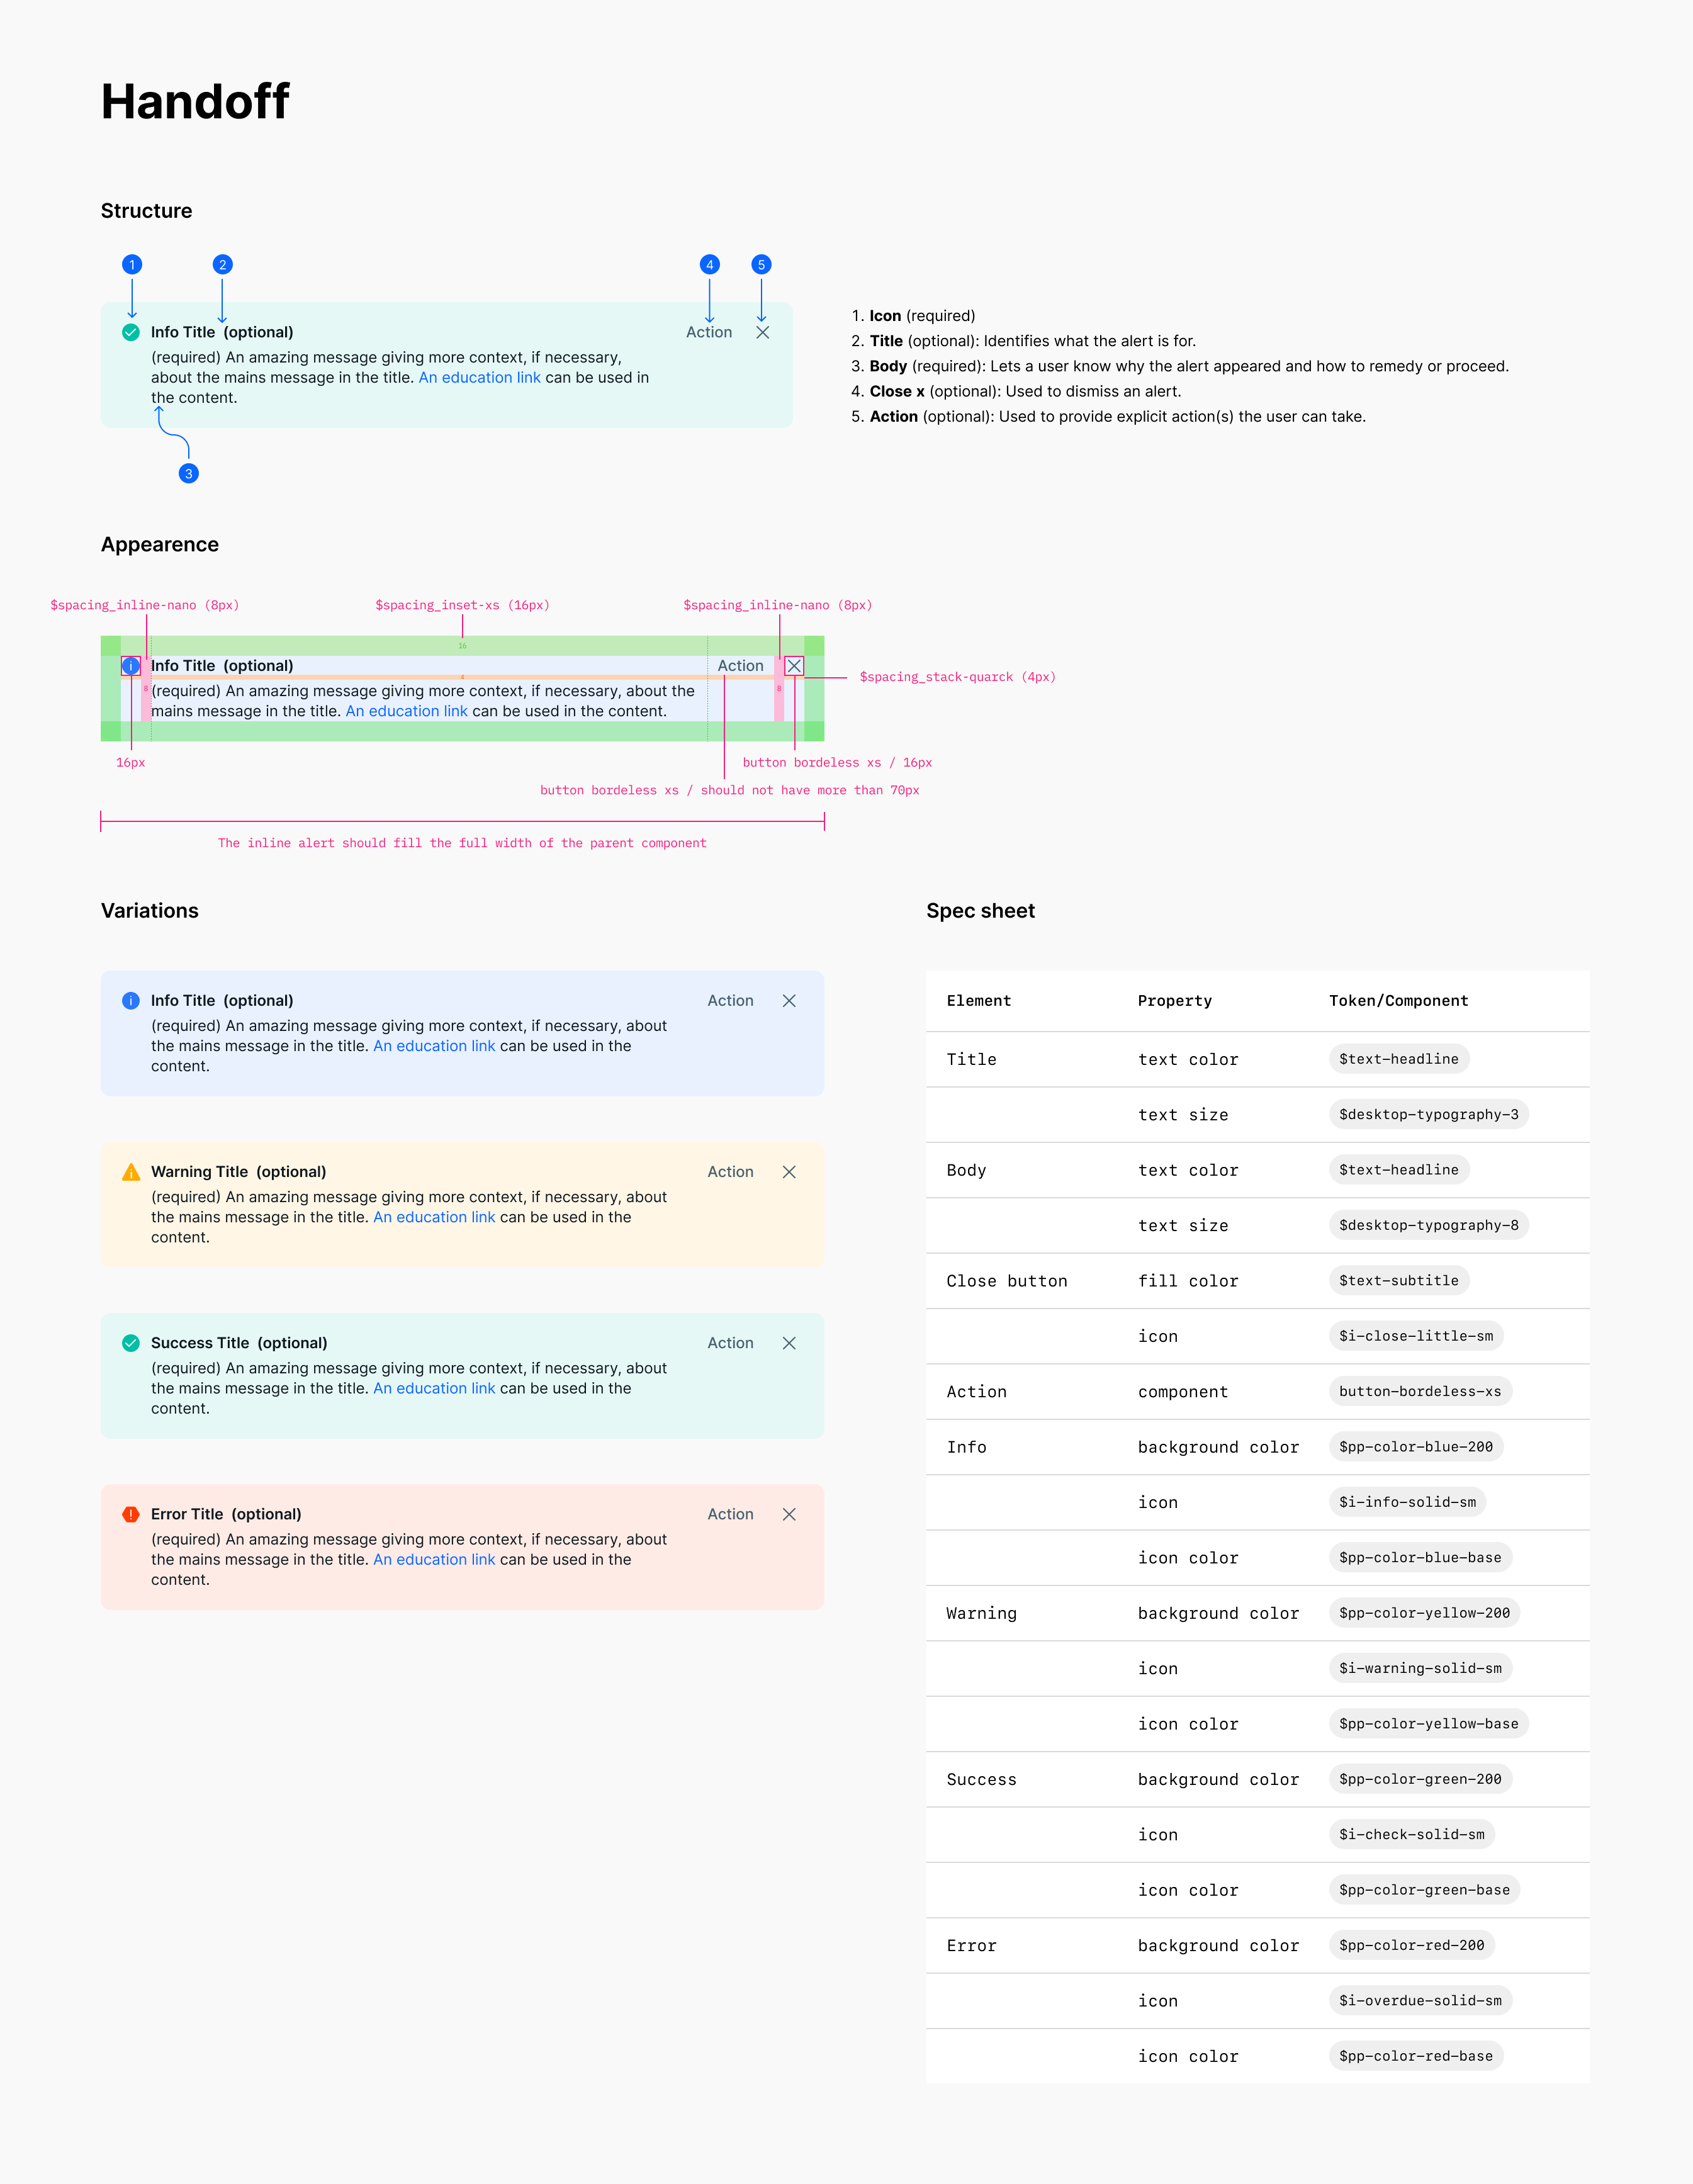 Handoff
Structure
1
2
4
5
Info Title (optional)
Action
(required) An amazing message giving more context, if necessary,
about the mains message in the title. An education link can be used in
the content.
3
1. Icon (required)
2. Title (optional): Identifies what the alert is for.
3. Body (required): Lets a user know why the alert appeared and how to remedy or proceed.
4. Close x (optional): Used to dismiss an alert.
5. Action (optional): Used to provide explicit action(s) the user can take.
Appearence
$spacing_inline-nano (8px)
$spacing_inset-xs (16px)
$spacing_inline-nano (8px)
16
Info Title (optional)
Action
4
$spacing_stack-quarck (4px)
8
8
(required) An amazing message giving more context, if necessary, about the
mains message in the title. An education link can be used in the content.
16px
button bordeless xs / 16px
button bordeless xs / should not have more than 70px
The inline alert should fill the full width of the parent component
Variations
Info Title (optional)
Action
(required) An amazing message giving more context, if necessary, about
the mains message in the title. An education link can be used in the
content.
Warning Title (optional)
Action
(required) An amazing message giving more context, if necessary, about
the mains message in the title. An education link can be used in the
content.
Success Title (optional)
Action
(required) An amazing message giving more context, if necessary, about
the mains message in the title. An education link can be used in the
content.
Error Title (optional)
Action
(required) An amazing message giving more context, if necessary, about
the mains message in the title. An education link can be used in the
content.
Spec sheet
Element Property Token/Component
Title text color $text-headline
text size $desktop-typography-3
Body text color $text-headline
text size $desktop-typography-8
Close button fill color $text-subtitle
icon $i-close-little-sm
Action component button-bordeless-xs
Info background color $pp-color-blue-200
icon $i-info-solid-sm
icon color $pp-color-blue-base
Warning background color $pp-color-yellow-200
icon $i-warning-solid-sm
icon color $pp-color-yellow-base
Success background color $pp-color-green-200
icon $i-check-solid-sm
icon color $pp-color-green-base
Error background color $pp-color-red-200
icon $i-overdue-solid-sm
icon color $pp-color-red-base